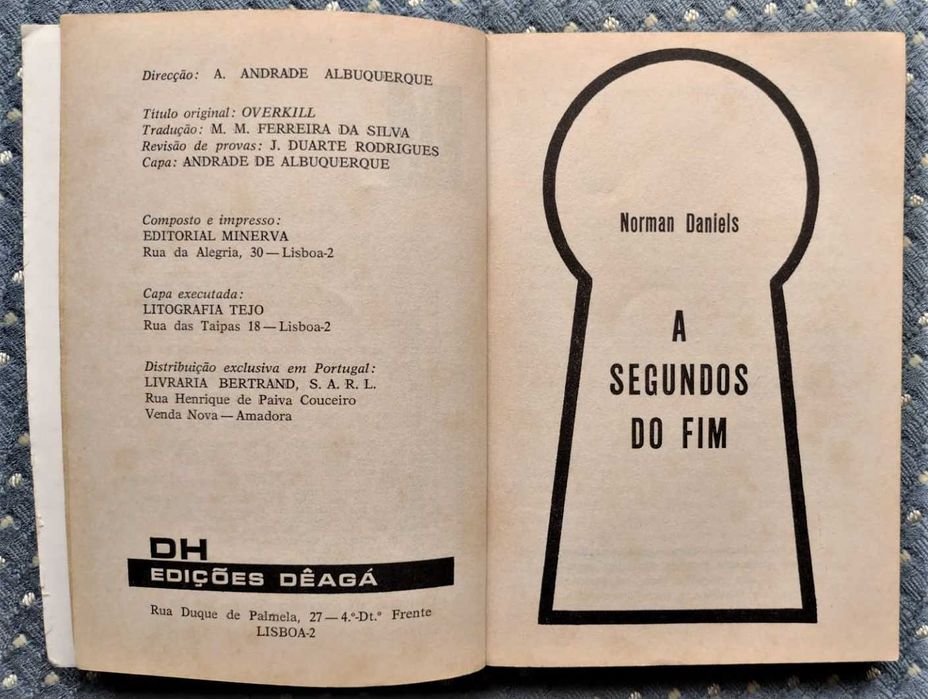 Direcção: A. ANDRADE ALBUQUERQUE
Título original: OVERKILL
Tradução: M. M. FERREIRA DA SILVA
Revisão de provas: J. DUARTE RODRIGUES
Capa: ANDRADE DE ALBUQUERQUE
Composto e impresso:
EDITORIAL MINERVA
Rua da Alegria, 30 — Lisboa-2
Capa executada:
LITOGRAFIA TEJO
Rua das Taipas 18 — Lisboa-2
Distribuição exclusiva em Portugal:
LIVRARIA BERTRAND, S. A. R. L.
Rua Henrique de Paiva Couceiro
Venda Nova — Amadora
DH
EDIÇÕES DÊAGÁ
Rua Duque de Palmela, 27 — 4.º-Dt.º Frente
LISBOA-2
Norman Daniels
A
SEGUNDOS
DO FIM